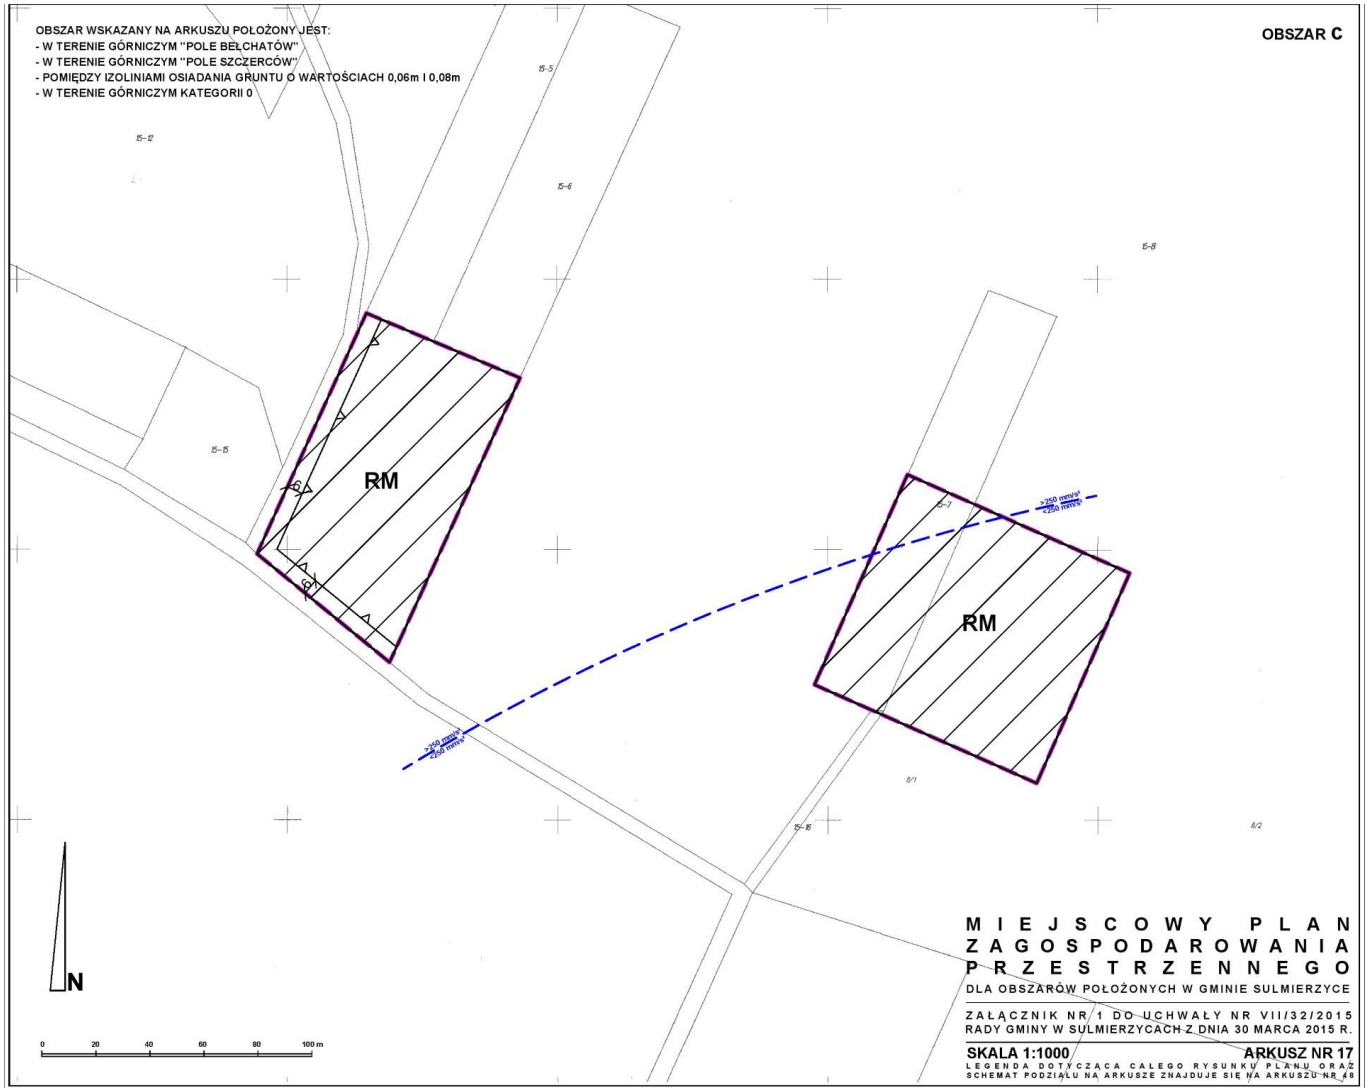 OBSZAR WSKAZANY NA ARKUSZU POŁOŻONY JEST:
- W TERENIE GÓRNICZYM "POLE BEŁCHATÓW"
- W TERENIE GÓRNICZYM "POLE SZCZERCÓW"
- POMIĘDZY IZOLINIAMI OSIADANIA GRUNTU O WARTOŚCIACH 0,06m I 0,08m
- W TERENIE GÓRNICZYM KATEGORII 0
OBSZAR C
15-5
15-12
15-6
15-8
15-15
RM
6
6
15-7
>250 mm/s²
<250 mm/s²
RM
>250 mm/s²
<250 mm/s²
8/1
15-16
8/2
N
0 20 40 60 80 100 m
MIEJSCOWY PLAN
ZAGOSPODAROWANIA
PRZESTRZENNEGO
DLA OBSZARÓW POŁOŻONYCH W GMINIE SULMIERZYCE
ZAŁĄCZNIK NR 1 DO UCHWAŁY NR VII/32/2015
RADY GMINY W SULMIERZYCACH Z DNIA 30 MARCA 2015 R.
SKALA 1:1000 ARKUSZ NR 17
LEGENDA DOTYCZĄCA CAŁEGO RYSUNKU PLANU ORAZ
SCHEMAT PODZIAŁU NA ARKUSZE ZNAJDUJE SIĘ NA ARKUSZU NR 48